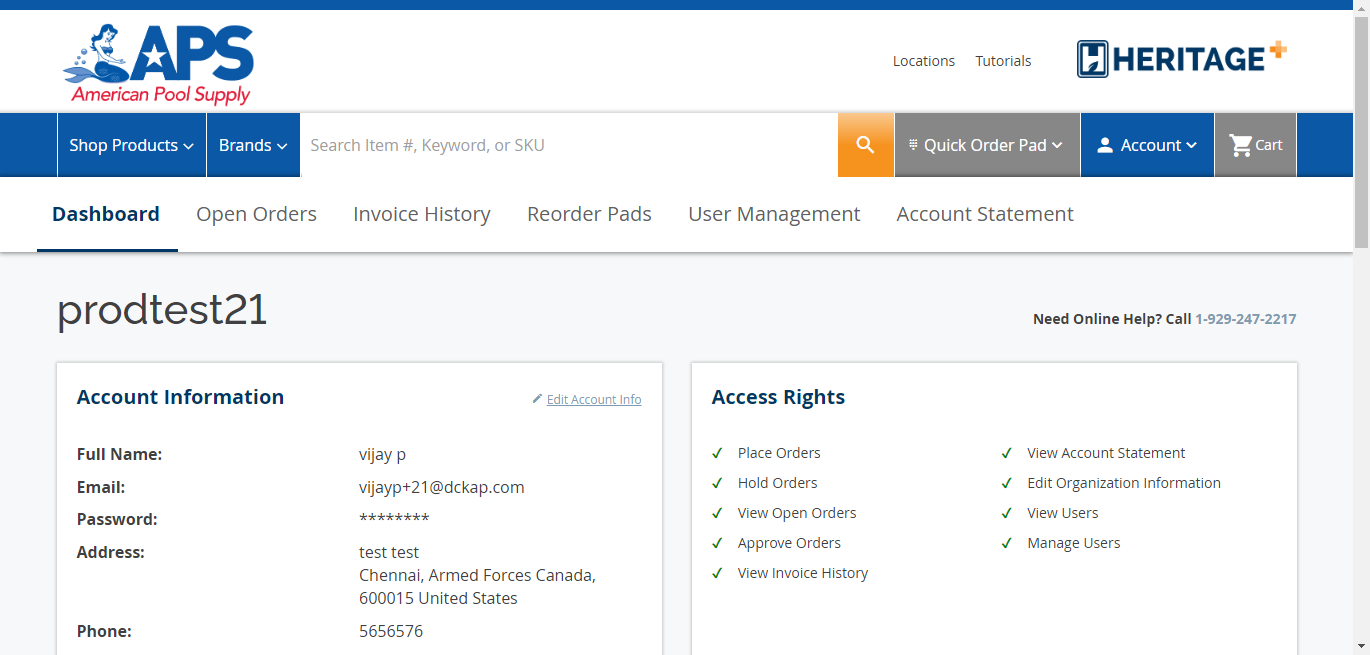 APS
American Pool Supply
Locations Tutorials
HERITAGE+
Shop Products Brands Search Item #, Keyword, or SKU Quick Order Pad Account Cart
Dashboard Open Orders Invoice History Reorder Pads User Management Account Statement
prodtest21
Need Online Help? Call 1-929-247-2217
Account Information Edit Account Info
Full Name: vijay p
Email: vijayp+21@dckap.com
Password: ********
Address: test test
Chennai, Armed Forces Canada,
600015 United States
Phone: 5656576
Access Rights
✓ Place Orders
✓ Hold Orders
✓ View Open Orders
✓ Approve Orders
✓ View Invoice History
✓ View Account Statement
✓ Edit Organization Information
✓ View Users
✓ Manage Users